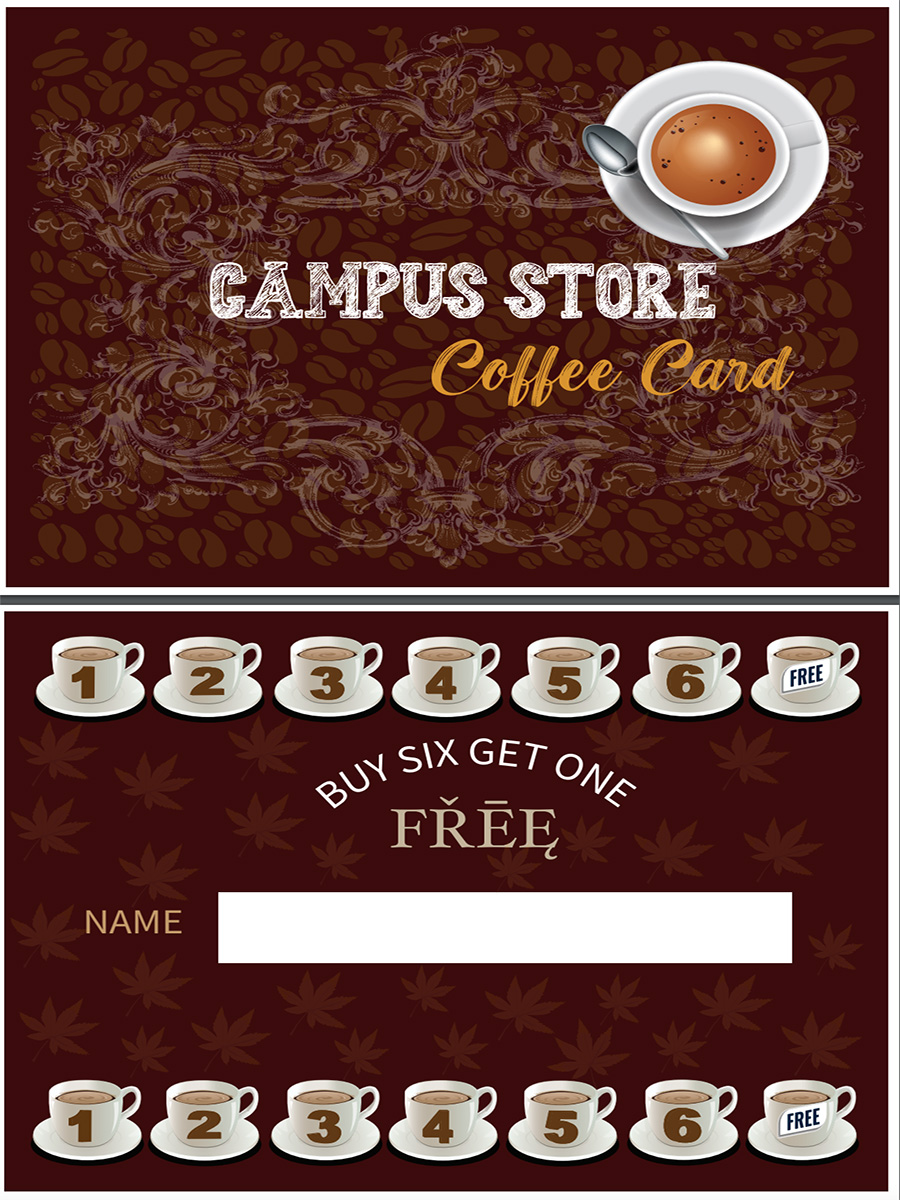 CAMPUS STORE
Coffee Card
1 2 3 4 5 6 FREE
BUY SIX GET ONE
FŘĒĘ
NAME
1 2 3 4 5 6 FREE